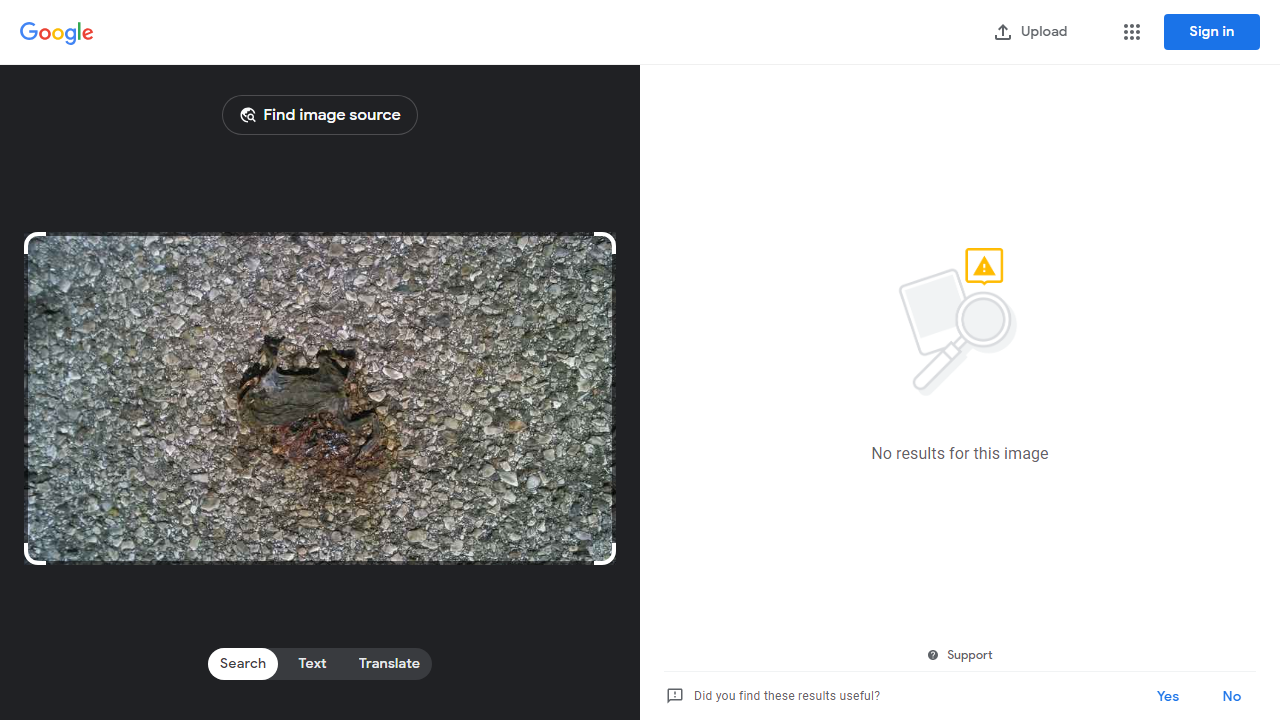 Google
Upload
Sign in
Find image source
No results for this image
Search
Text
Translate
Support
Did you find these results useful?
Yes
No